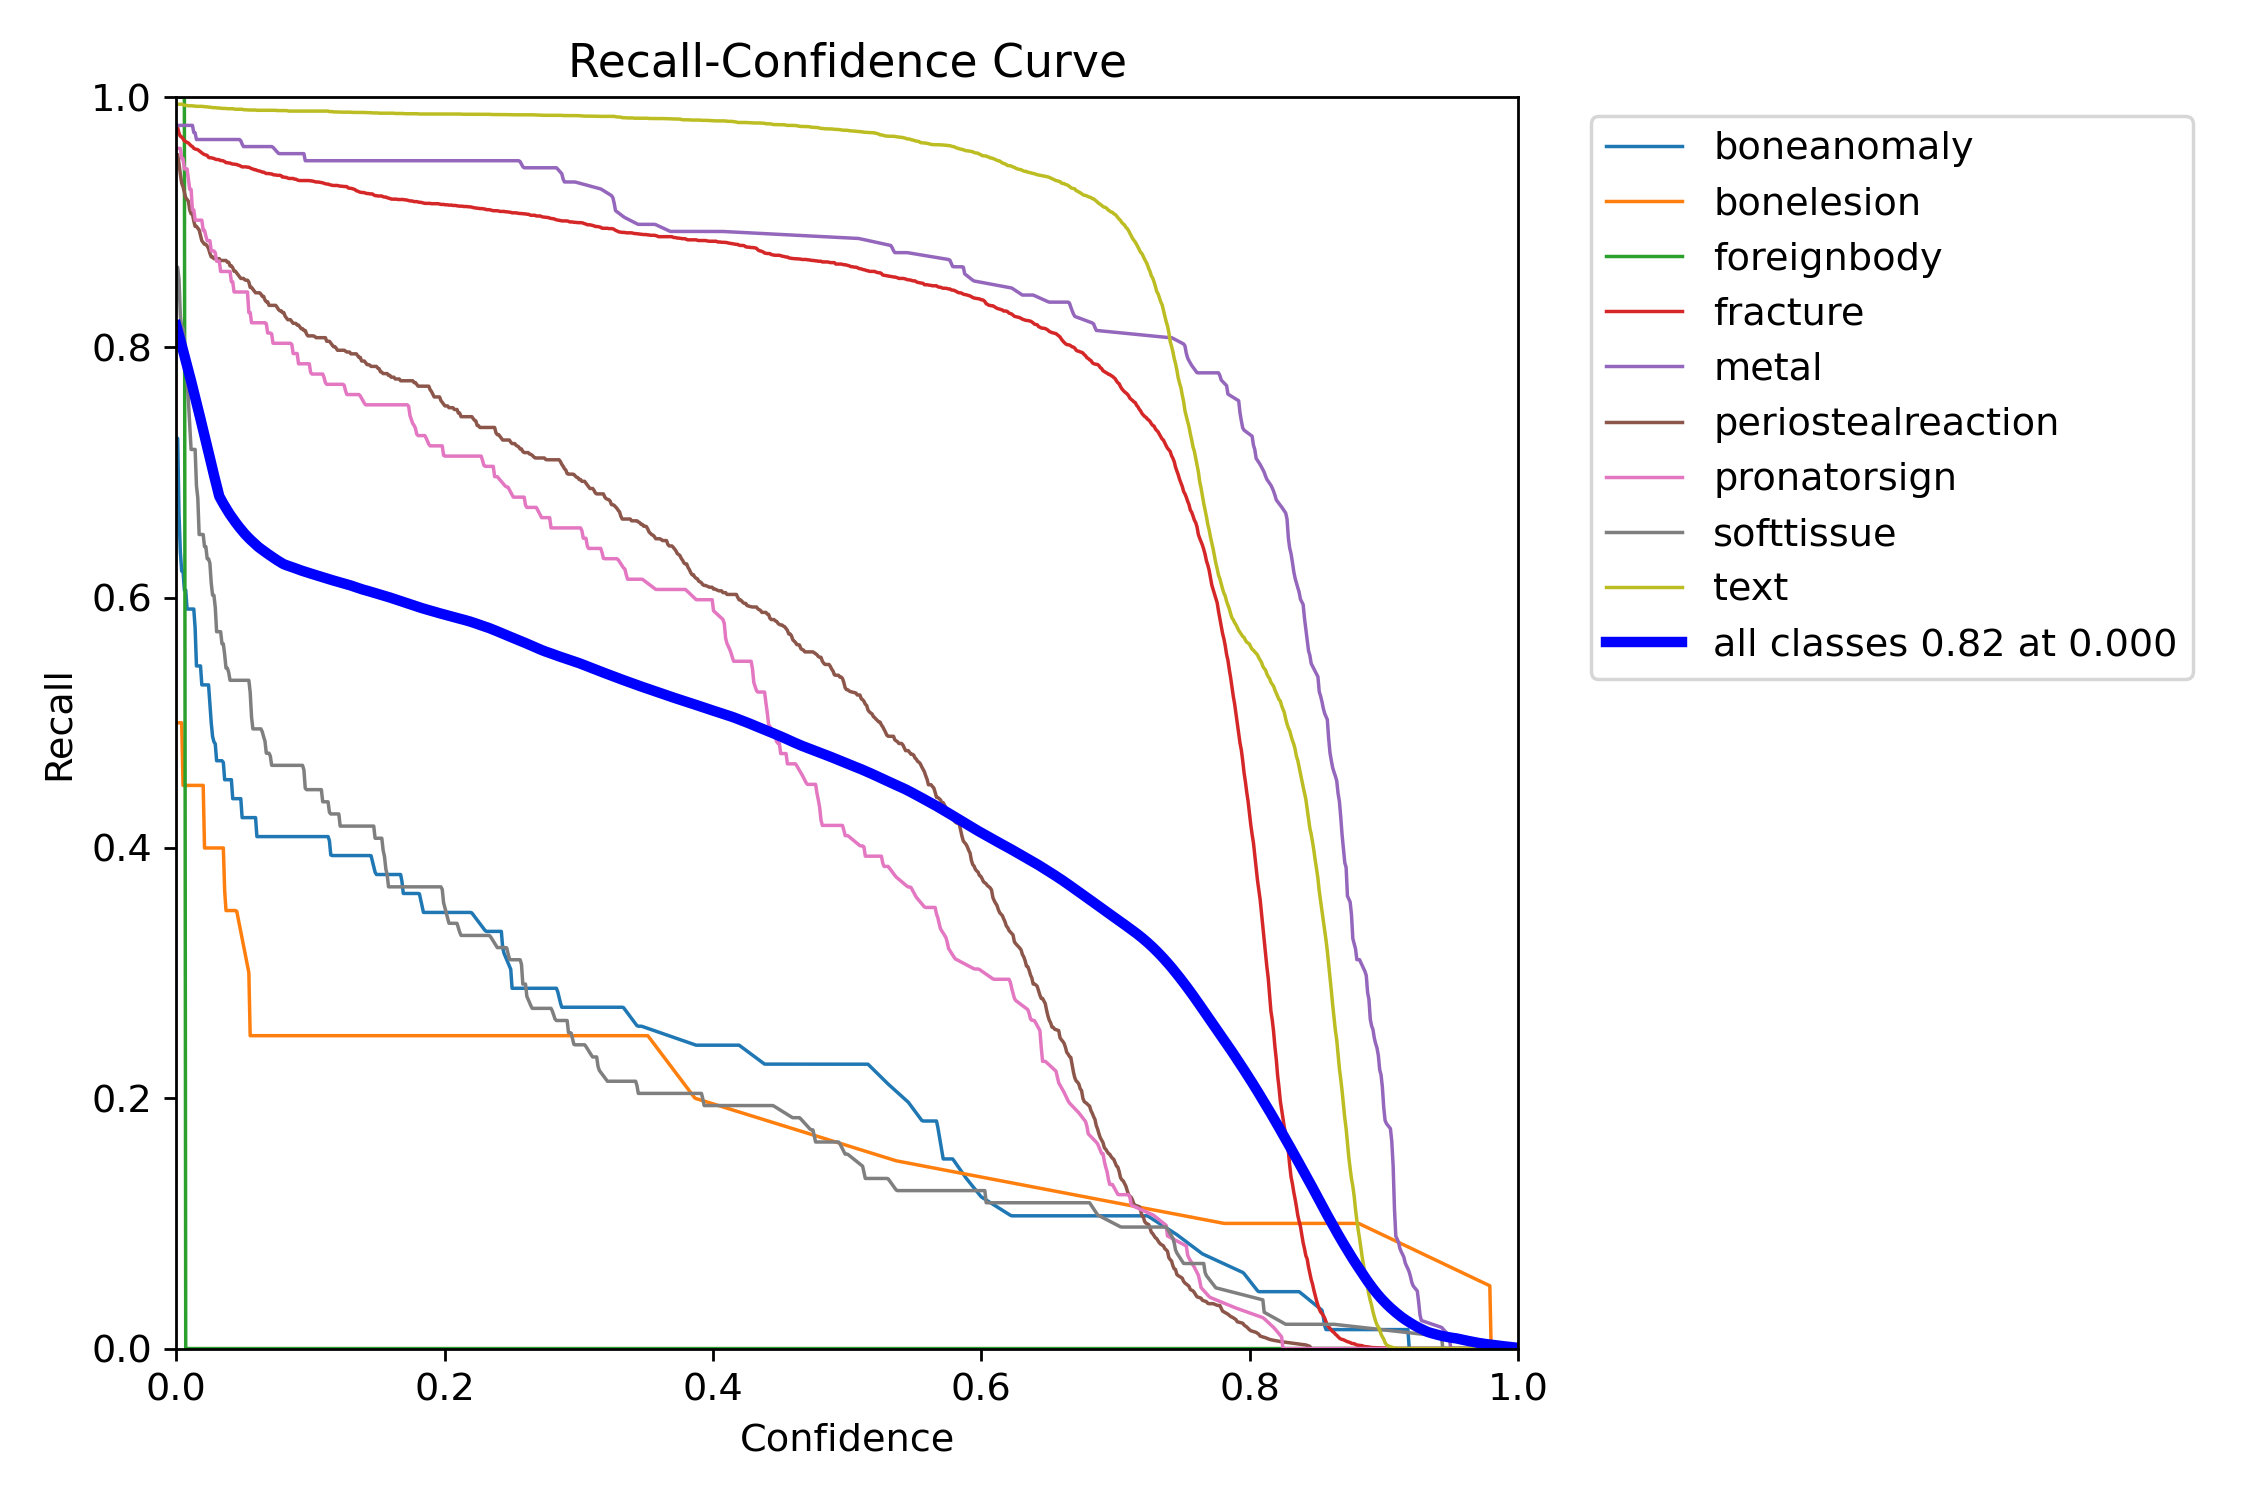 Recall-Confidence Curve
1.0
0.8
0.6
0.4
0.2
0.0
Recall
0.0 0.2 0.4 0.6 0.8 1.0
Confidence
boneanomaly
bonelesion
foreignbody
fracture
metal
periostealreaction
pronatorsign
softtissue
text
all classes 0.82 at 0.000